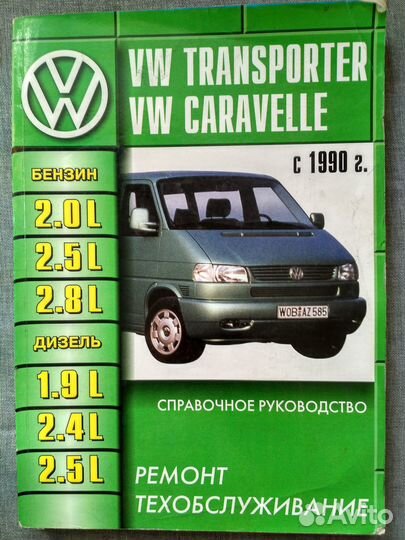 VW TRANSPORTER
VW CARAVELLE
с 1990 г.
БЕНЗИН
2.0 L
2.5 L
2.8 L
ДИЗЕЛЬ
1.9 L
2.4 L
2.5 L
WOB AZ 585
СПРАВОЧНОЕ РУКОВОДСТВО
РЕМОНТ
ТЕХОБСЛУЖИВАНИЕ
Avito